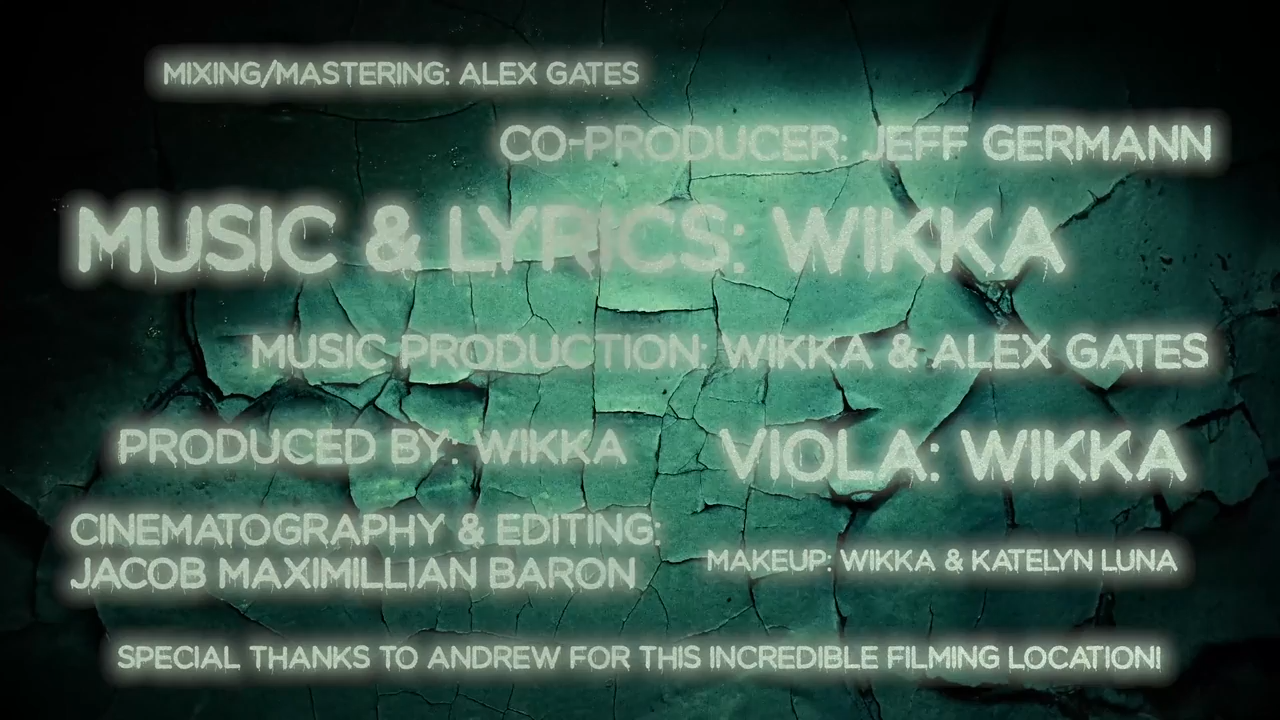 MIXING/MASTERING: ALEX GATES
CO-PRODUCER: JEFF GERMANN
MUSIC & LYRICS: WIKKA
MUSIC PRODUCTION: WIKKA & ALEX GATES
PRODUCED BY: WIKKA
VIOLA: WIKKA
CINEMATOGRAPHY & EDITING:
JACOB MAXIMILLIAN BARON
MAKEUP: WIKKA & KATELYN LUNA
SPECIAL THANKS TO ANDREW FOR THIS INCREDIBLE FILMING LOCATION!